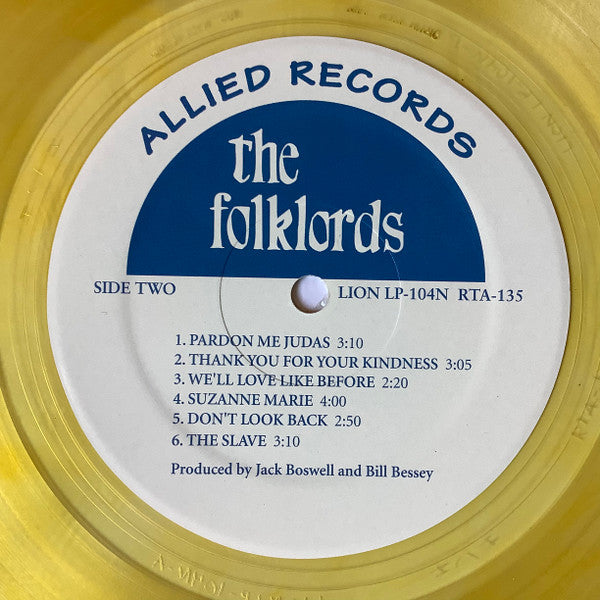 ALLIED RECORDS
the
folklords
SIDE TWO
LION LP-104N RTA-135
1. PARDON ME JUDAS 3:10
2. THANK YOU FOR YOUR KINDNESS 3:05
3. WE'LL LOVE LIKE BEFORE 2:20
4. SUZANNE MARIE 4:00
5. DON'T LOOK BACK 2:50
6. THE SLAVE 3:10
Produced by Jack Boswell and Bill Bessey